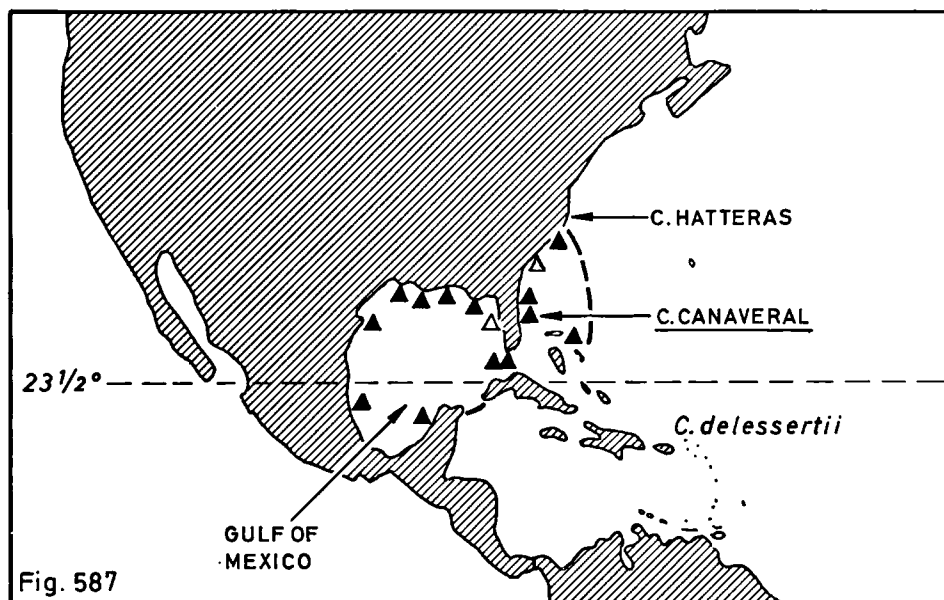 C. HATTERAS
C. CANAVERAL
23 1/2°
C. delessertii
GULF OF
MEXICO
Fig. 587